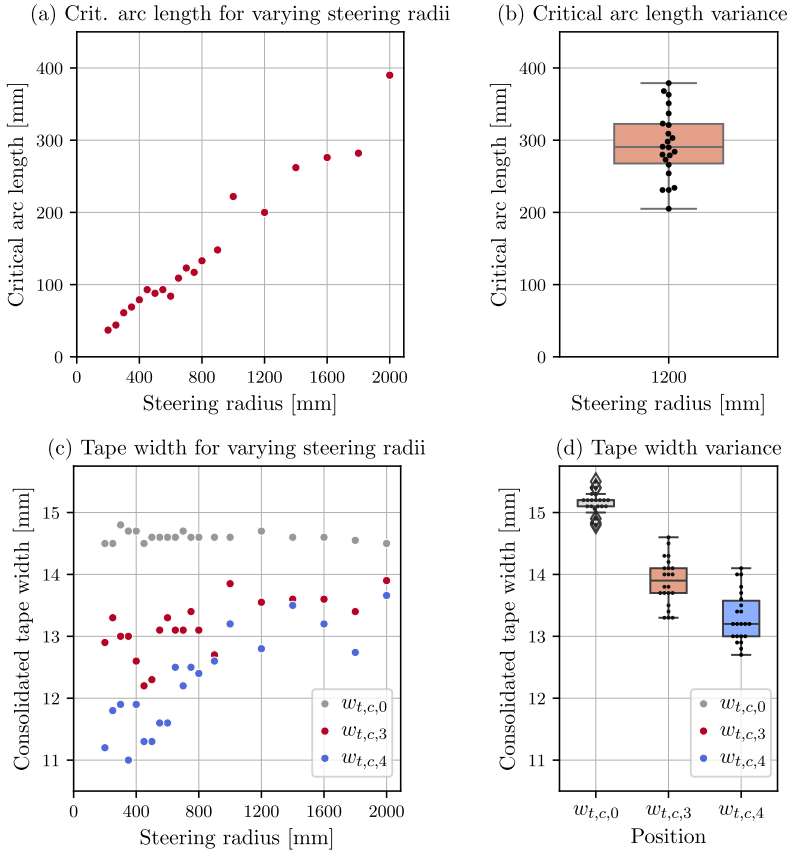 (a) Crit. arc length for varying steering radii
Critical arc length [mm]
400
300
200
100
0
0 400 800 1200 1600 2000
Steering radius [mm]
(b) Critical arc length variance
Critical arc length [mm]
400
300
200
100
0
1200
Steering radius [mm]
(c) Tape width for varying steering radii
Consolidated tape width [mm]
15
14
13
12
11
w_{t,c,0}
w_{t,c,3}
w_{t,c,4}
0 400 800 1200 1600 2000
Steering radius [mm]
(d) Tape width variance
Consolidated tape width [mm]
15
14
13
12
11
w_{t,c,0}
w_{t,c,3}
w_{t,c,4}
w_{t,c,0} w_{t,c,3} w_{t,c,4}
Position